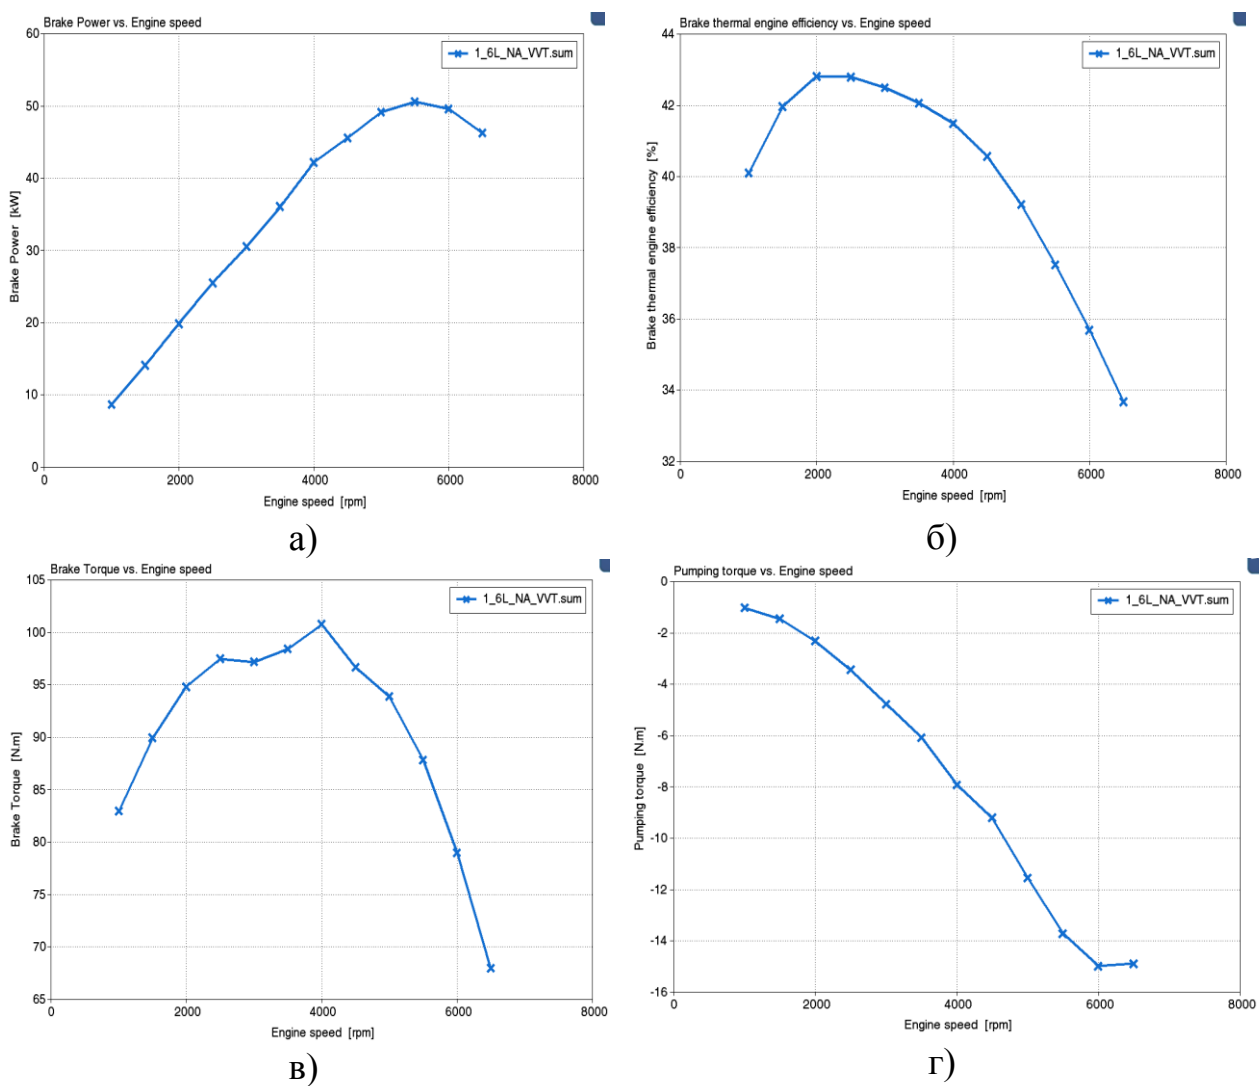 Brake Power vs. Engine speed
1_6L_NA_VVT.sum
60
50
40
30
20
10
0
Brake Power [kW]
0 2000 4000 6000 8000
Engine speed [rpm]
а)
Brake thermal engine efficiency vs. Engine speed
1_6L_NA_VVT.sum
44
42
40
38
36
34
32
Brake thermal engine efficiency [%]
0 2000 4000 6000 8000
Engine speed [rpm]
б)
Brake Torque vs. Engine speed
1_6L_NA_VVT.sum
105
100
95
90
85
80
75
70
65
Brake Torque [N.m]
0 2000 4000 6000 8000
Engine speed [rpm]
в)
Pumping torque vs. Engine speed
1_6L_NA_VVT.sum
0
-2
-4
-6
-8
-10
-12
-14
-16
Pumping torque [N.m]
0 2000 4000 6000 8000
Engine speed [rpm]
г)